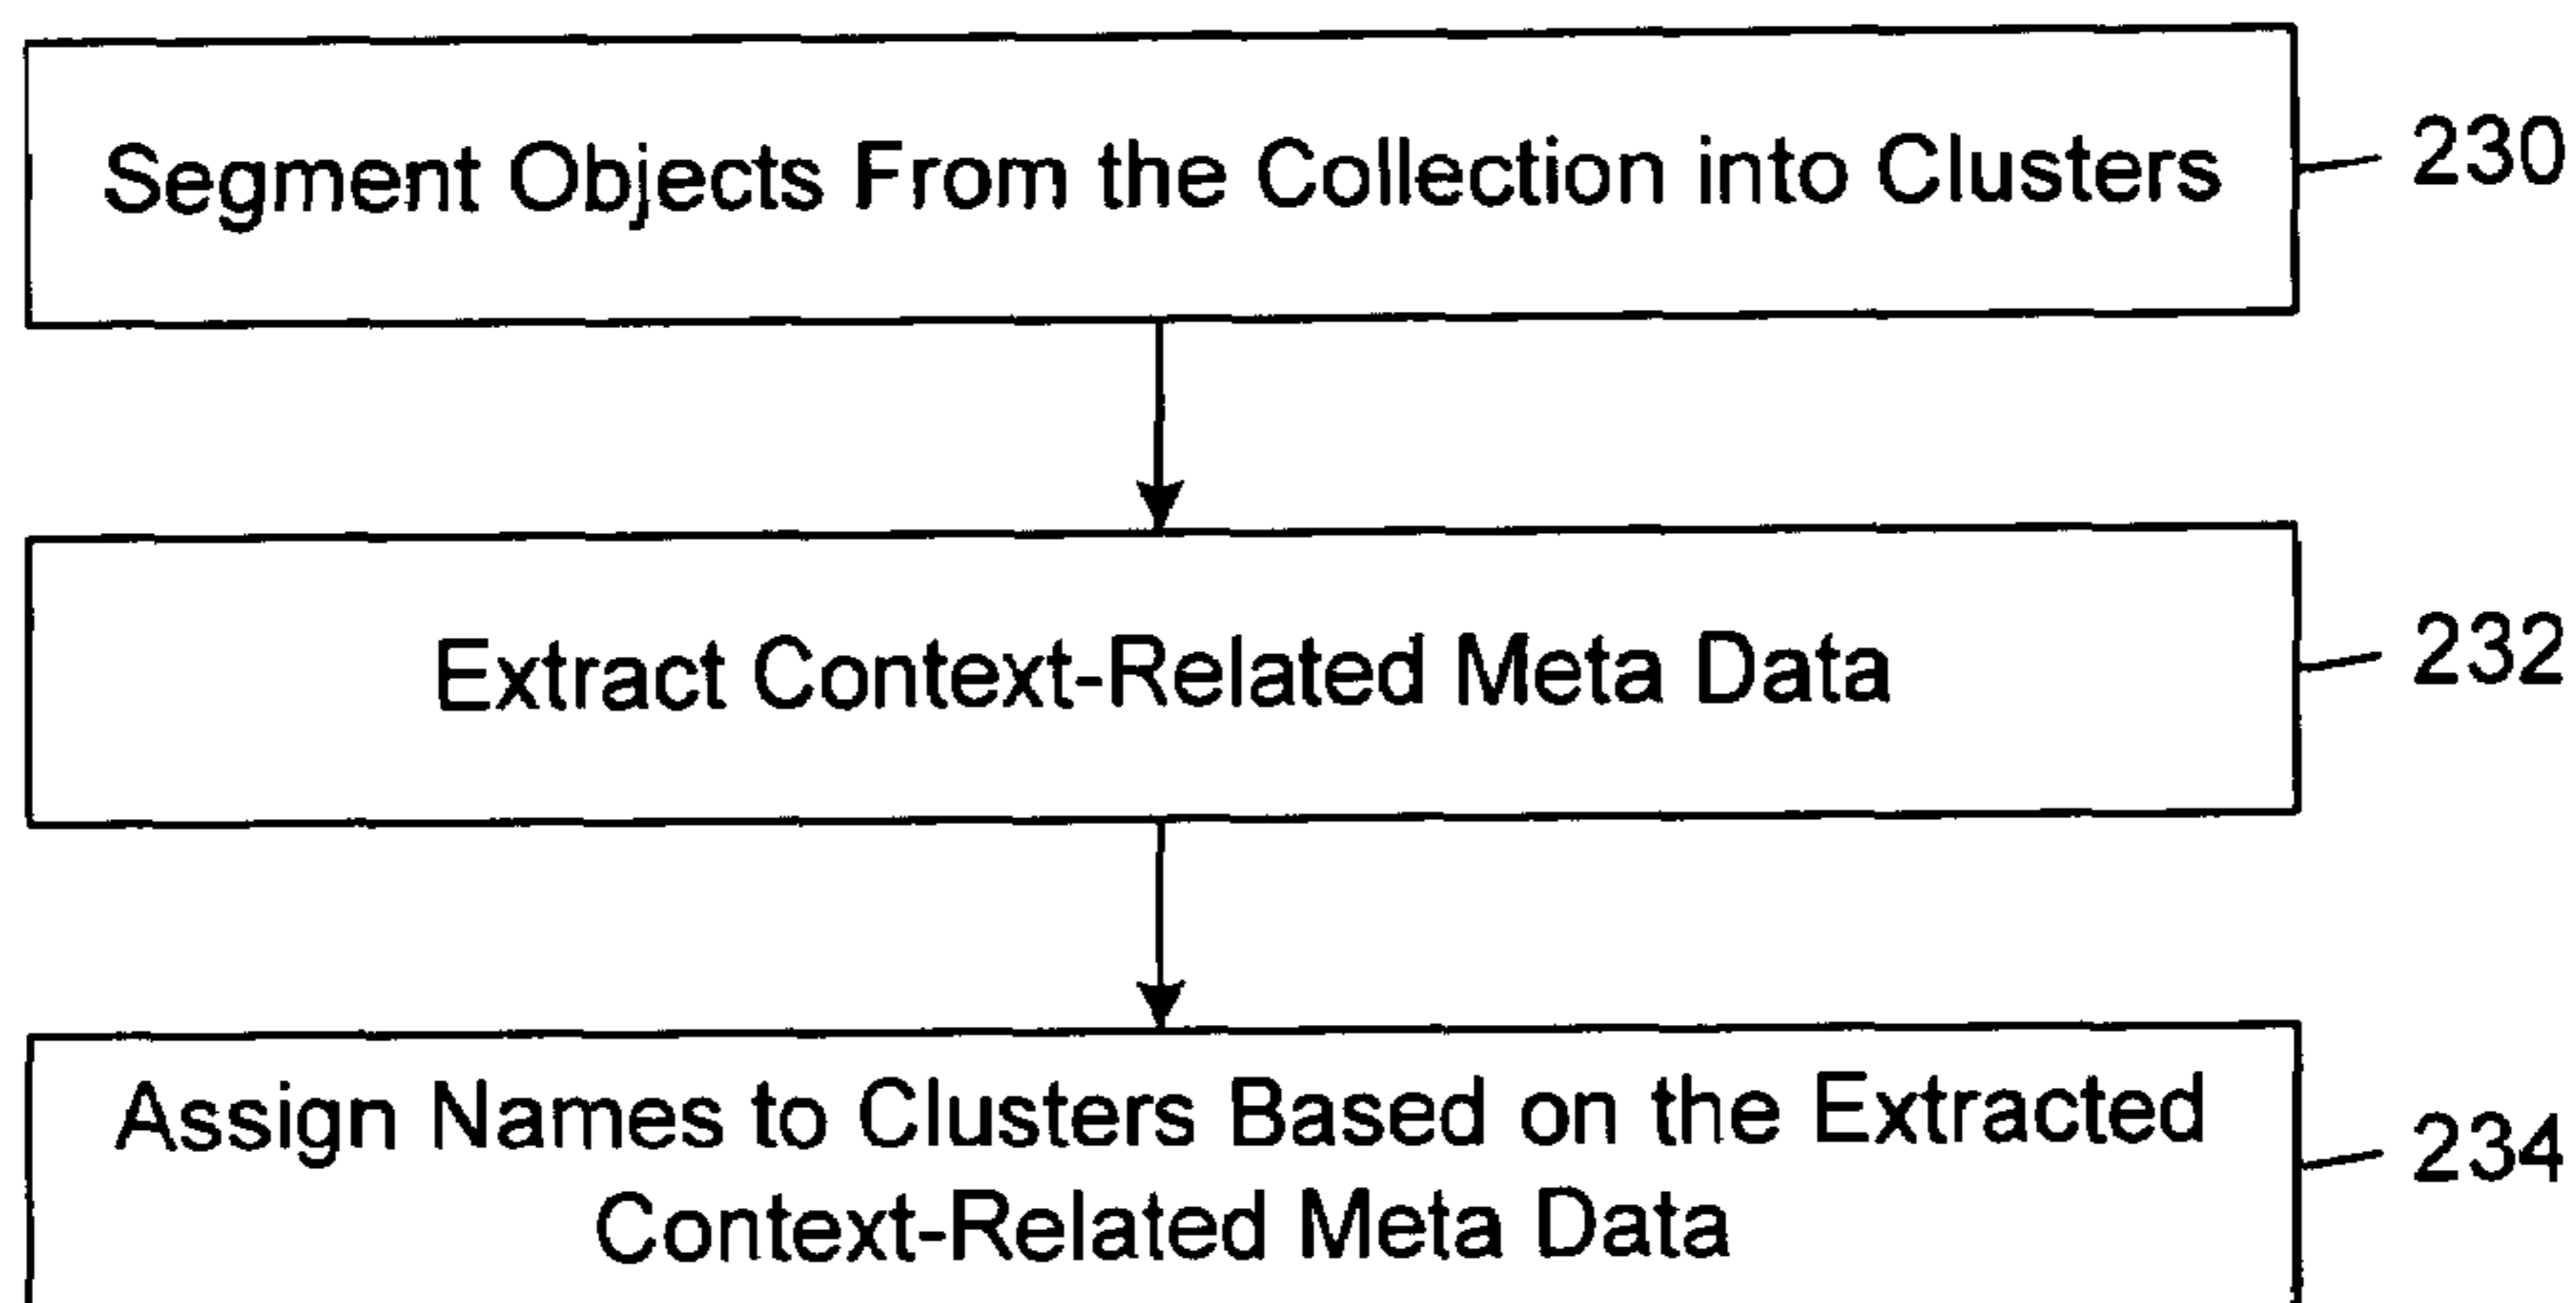 Segment Objects From the Collection into Clusters
230
Extract Context-Related Meta Data
232
Assign Names to Clusters Based on the Extracted
Context-Related Meta Data
234